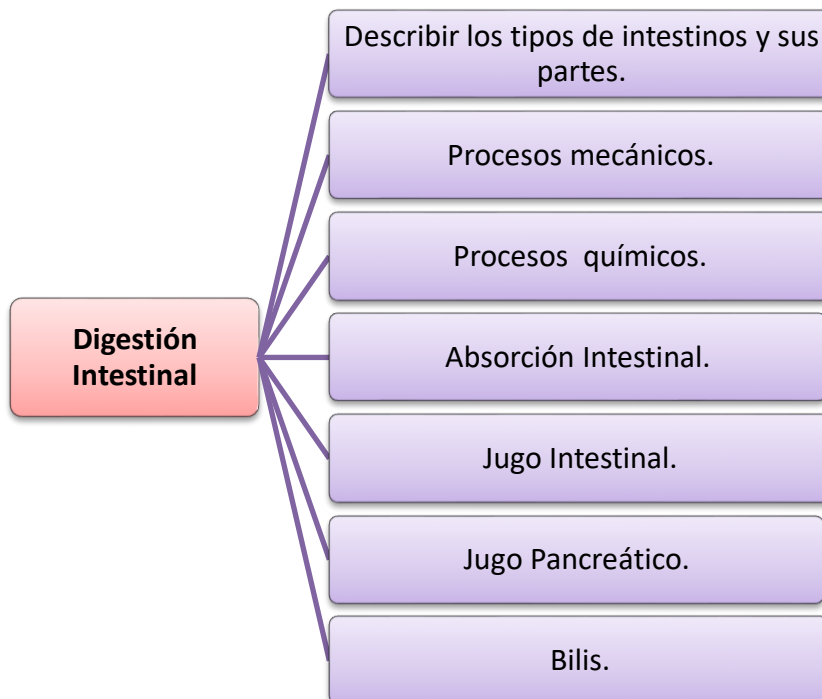 Describir los tipos de intestinos y sus
partes.
Procesos mecánicos.
Procesos químicos.
Digestión
Intestinal
Absorción Intestinal.
Jugo Intestinal.
Jugo Pancreático.
Bilis.